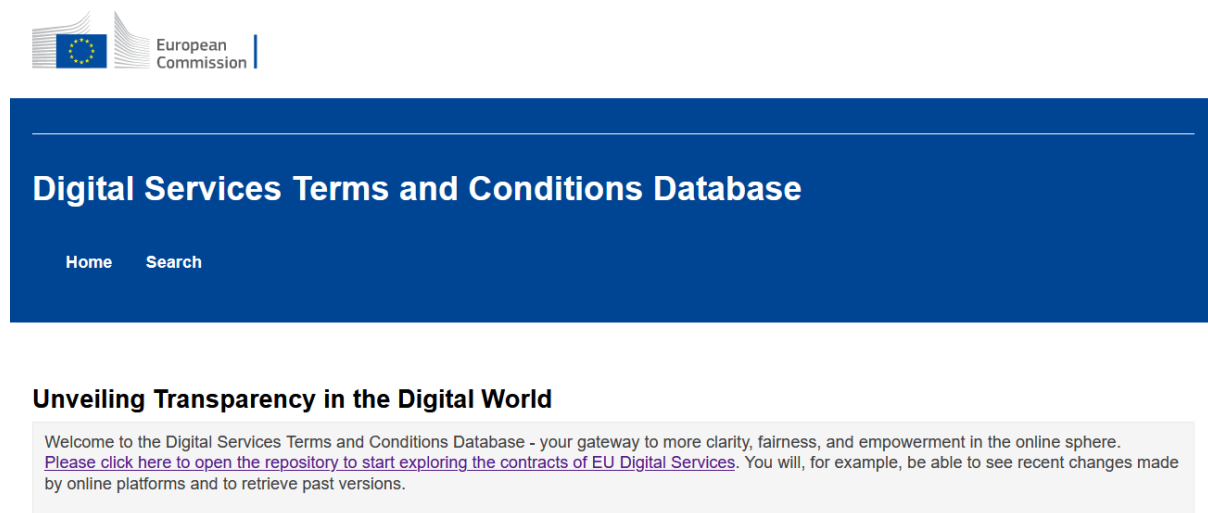 European
Commission
Digital Services Terms and Conditions Database
Home Search
Unveiling Transparency in the Digital World
Welcome to the Digital Services Terms and Conditions Database - your gateway to more clarity, fairness, and empowerment in the online sphere.
Please click here to open the repository to start exploring the contracts of EU Digital Services. You will, for example, be able to see recent changes made
by online platforms and to retrieve past versions.